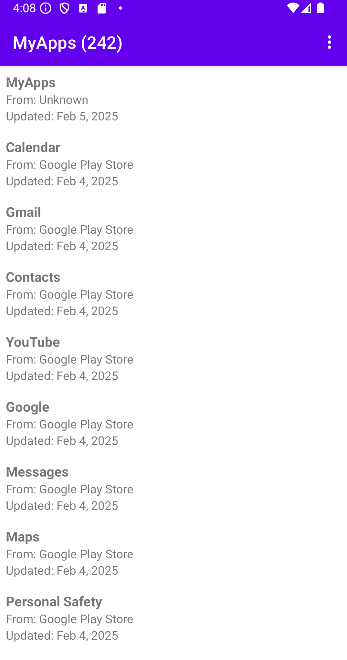 4:08
MyApps (242)
MyApps
From: Unknown
Updated: Feb 5, 2025
Calendar
From: Google Play Store
Updated: Feb 4, 2025
Gmail
From: Google Play Store
Updated: Feb 4, 2025
Contacts
From: Google Play Store
Updated: Feb 4, 2025
YouTube
From: Google Play Store
Updated: Feb 4, 2025
Google
From: Google Play Store
Updated: Feb 4, 2025
Messages
From: Google Play Store
Updated: Feb 4, 2025
Maps
From: Google Play Store
Updated: Feb 4, 2025
Personal Safety
From: Google Play Store
Updated: Feb 4, 2025